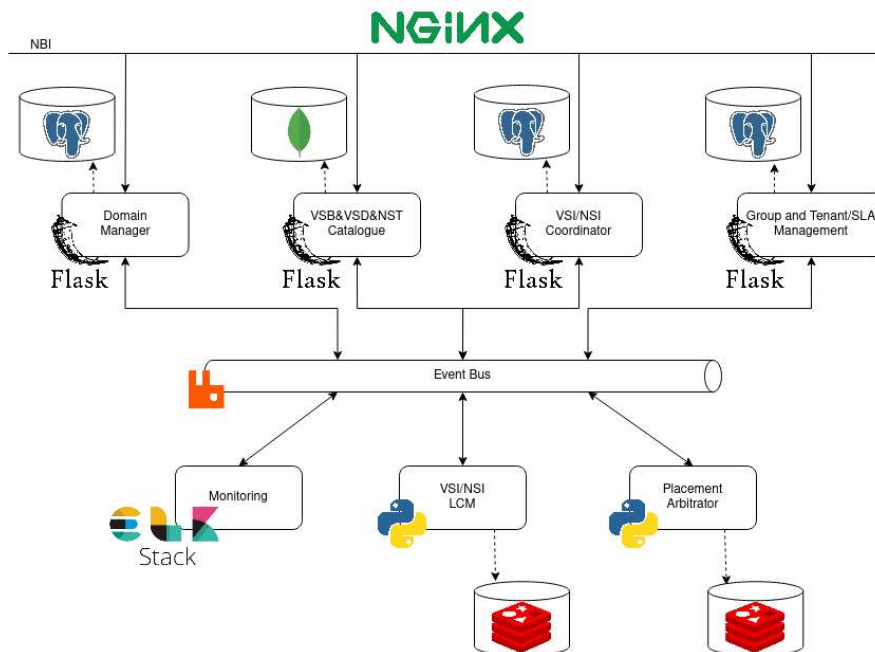 NGiNX
NBI
Domain
Manager
Flask
VSB&VSD&NST
Catalogue
Flask
VSI/NSI
Coordinator
Flask
Group and Tenant/SLA
Management
Flask
Event Bus
Monitoring
Stack
VSI/NSI
LCM
Placement
Arbitrator